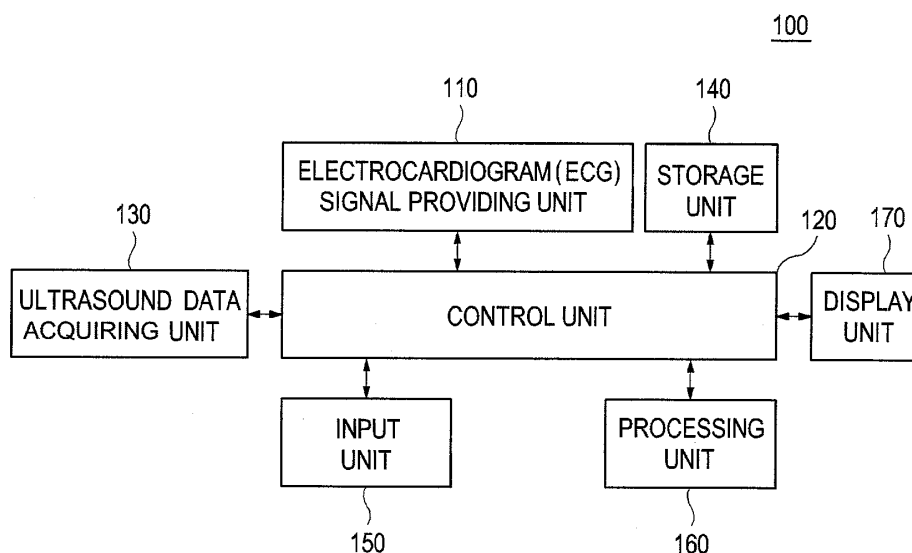 100
110
140
ELECTROCARDIOGRAM (ECG)
SIGNAL PROVIDING UNIT
STORAGE
UNIT
130
120
170
ULTRASOUND DATA
ACQUIRING UNIT
CONTROL UNIT
DISPLAY
UNIT
INPUT
UNIT
PROCESSING
UNIT
150
160